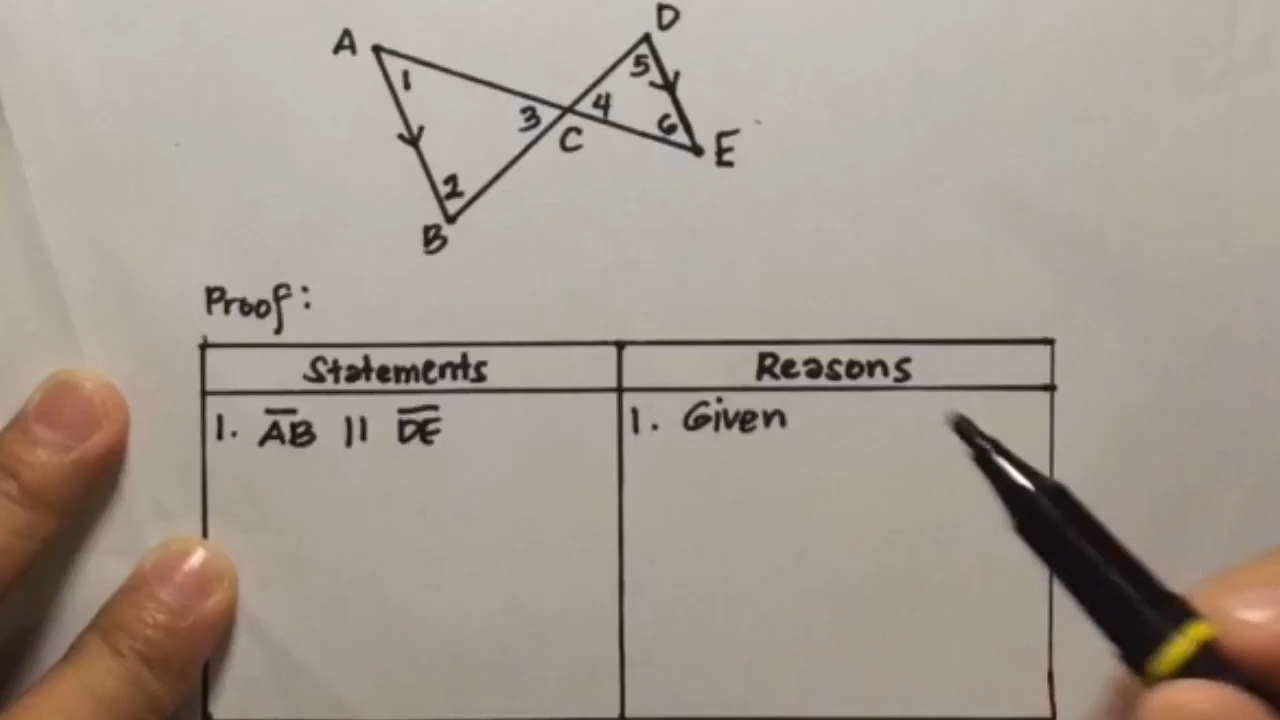 D
A
1
5
3
4
C
6
E
2
B
Proof:
Statements
Reasons
1. AB || DE
1. Given